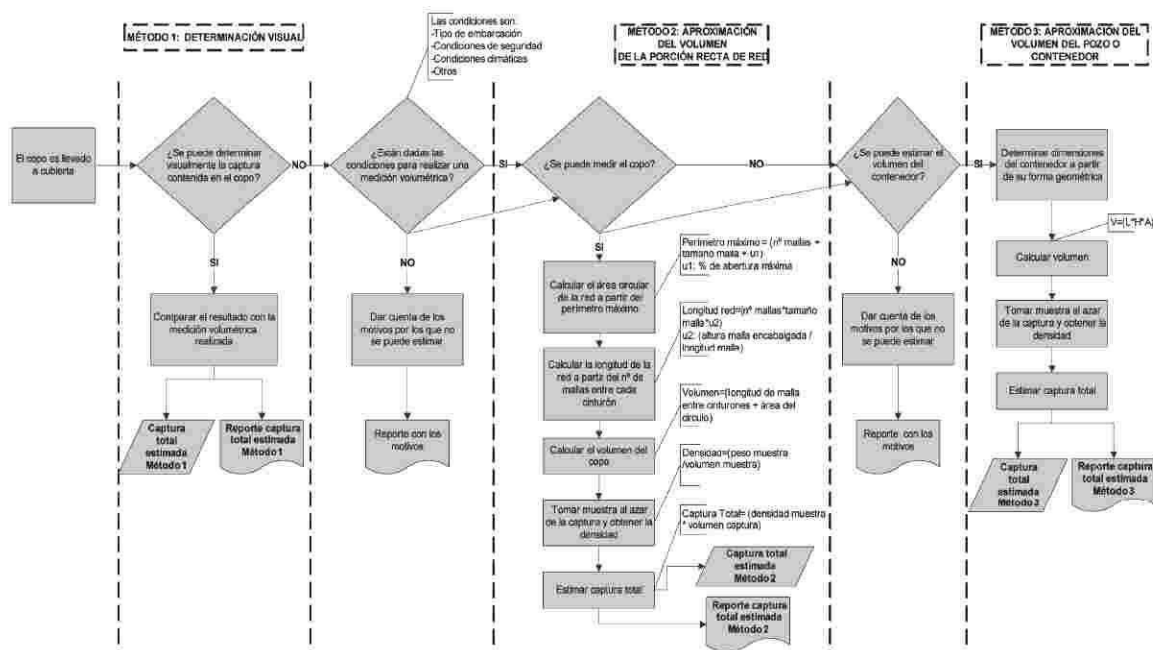 MÉTODO 1: DETERMINACIÓN VISUAL
Las condiciones son:
-Tipo de embarcación
-Condiciones de seguridad
-Condiciones climáticas
-Otros
MÉTODO 2: APROXIMACIÓN
DEL VOLUMEN
DE LA PORCIÓN RECTA DE RED
MÉTODO 3: APROXIMACIÓN DEL
VOLUMEN DEL POZO O
CONTENEDOR
El copo es llevado
a cubierta
¿Se puede determinar
visualmente la captura
contenida en el copo?
NO
¿Están dadas las
condiciones para realizar una
medición volumétrica?
SI
¿Se puede medir el copo?
NO
¿Se puede estimar el
volumen del
contenedor?
SI
Determinar dimensiones
del contenedor a partir
de su forma geométrica
SI
Comparar el resultado con la
medición volumétrica
realizada
Captura
total
estimada
Método 1
Reporte captura
total estimada
Método 1
NO
Dar cuenta de los
motivos por los que no
se puede estimar
Reporte con los
motivos
SI
Perímetro máximo = (nº mallas +
tamaño malla + u1)
u1: % de abertura máxima
Calcular el área circular
de la red a partir del
perímetro máximo
Longitud red=(nº mallas*tamaño
malla*u2)
u2: (altura malla encabalgada /
longitud malla)
Calcular la longitud de la
red a partir del nº de
mallas entre cada
cinturón
Volumen=(longitud de malla
entre cinturones + área del
círculo)
Calcular el volumen del
copo
Densidad=(peso muestra
/volumen muestra)
Tomar muestra al azar
de la captura y obtener la
densidad
Captura Total= (densidad muestra
* volumen captura)
Estimar captura total
Captura total
estimada
Método 2
Reporte captura
total estimada
Método 2
NO
Dar cuenta de los
motivos por los que no
se puede estimar
Reporte con los
motivos
V=(L*H*A)
Calcular volumen
Tomar muestra al azar
de la captura y obtener la
densidad
Estimar captura total
Captura
total
estimada
Método 3
Reporte captura
total estimada
Método 3